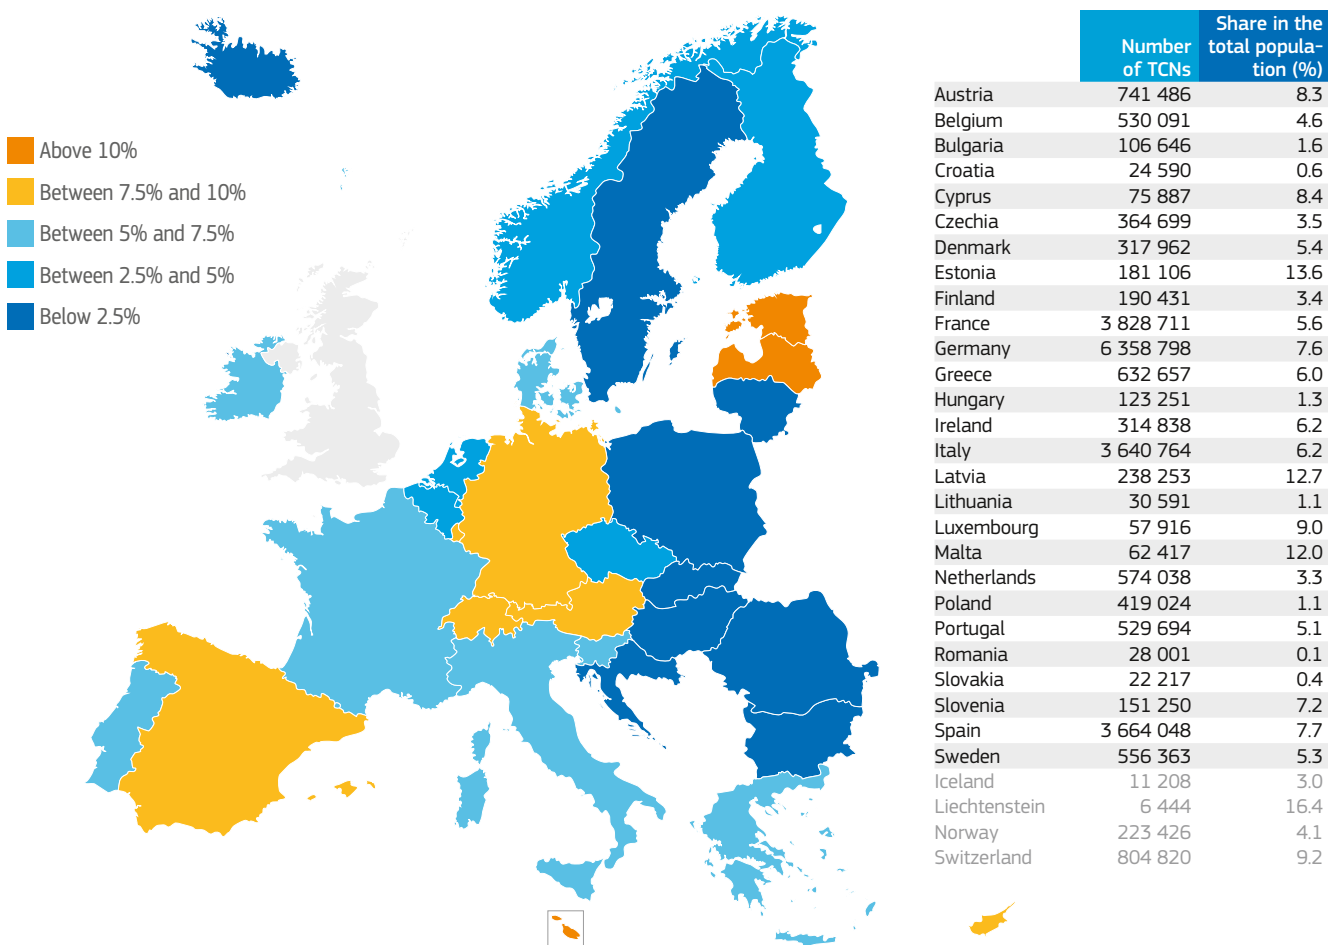 Above 10%
Between 7.5% and 10%
Between 5% and 7.5%
Between 2.5% and 5%
Below 2.5%
Number of TCNs Share in the total popula-tion (%)
Austria 741 486 8.3
Belgium 530 091 4.6
Bulgaria 106 646 1.6
Croatia 24 590 0.6
Cyprus 75 887 8.4
Czechia 364 699 3.5
Denmark 317 962 5.4
Estonia 181 106 13.6
Finland 190 431 3.4
France 3 828 711 5.6
Germany 6 358 798 7.6
Greece 632 657 6.0
Hungary 123 251 1.3
Ireland 314 838 6.2
Italy 3 640 764 6.2
Latvia 238 253 12.7
Lithuania 30 591 1.1
Luxembourg 57 916 9.0
Malta 62 417 12.0
Netherlands 574 038 3.3
Poland 419 024 1.1
Portugal 529 694 5.1
Romania 28 001 0.1
Slovakia 22 217 0.4
Slovenia 151 250 7.2
Spain 3 664 048 7.7
Sweden 556 363 5.3
Iceland 11 208 3.0
Liechtenstein 6 444 16.4
Norway 223 426 4.1
Switzerland 804 820 9.2